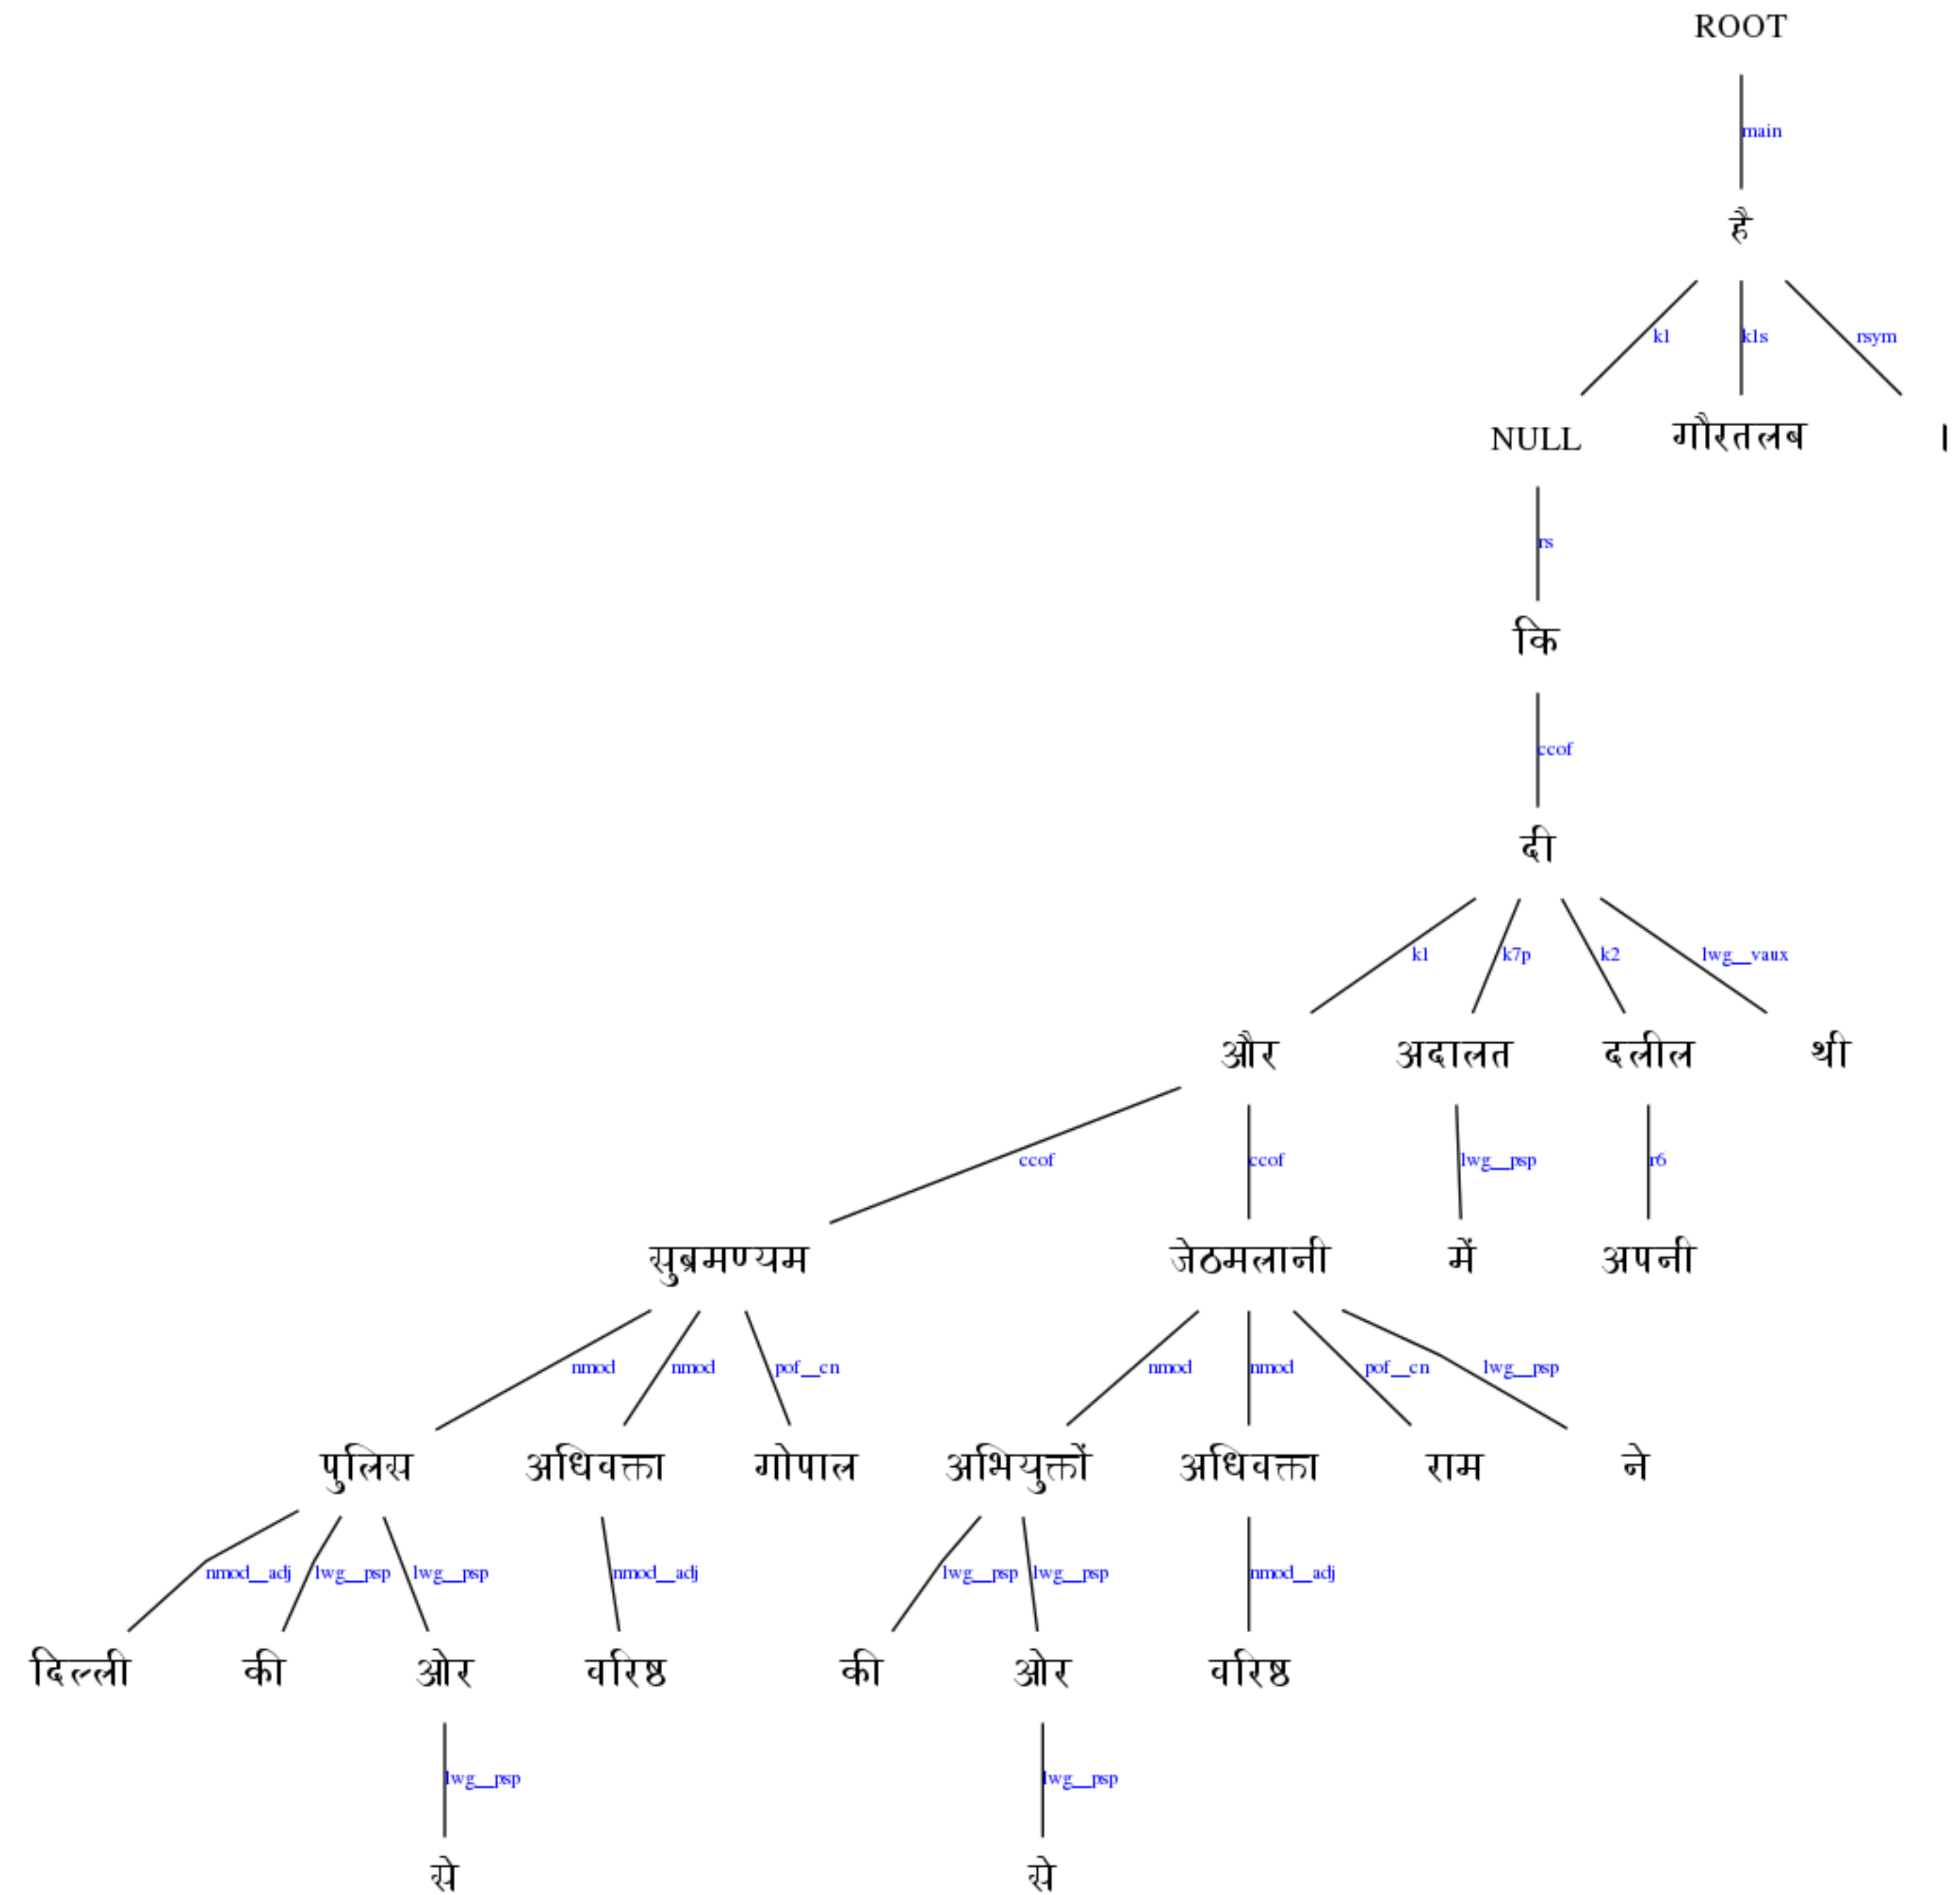 ROOT
main
है
k1 k1s rsym
NULL गौरतलब ।
rs
कि
ccof
दी
k1 k7p k2 lwg__vaux
और अदालत दलील थी
ccof ccof lwg__psp r6
सुब्रमण्यम जेठमलानी में अपनी
nmod nmod pof__cn nmod nmod pof__cn lwg__psp
पुलिस अधिवक्ता गोपाल अभियुक्तों अधिवक्ता राम ने
nmod__adj lwg__psp lwg__psp nmod__adj lwg__psp lwg__psp nmod__adj
दिल्ली की ओर वरिष्ठ की ओर वरिष्ठ
lwg__psp lwg__psp
से से